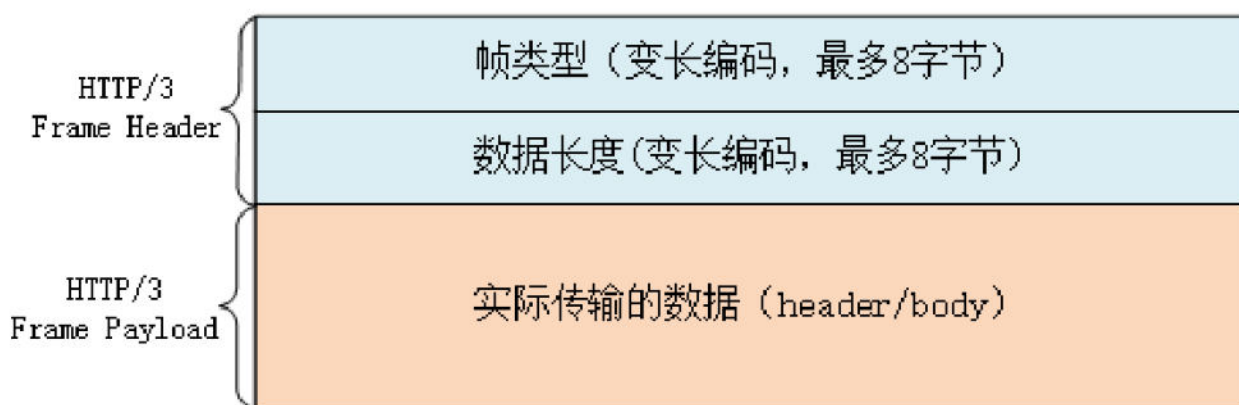 帧类型（变长编码，最多8字节）
HTTP/3
Frame Header
数据长度(变长编码，最多8字节)
HTTP/3
Frame Payload
实际传输的数据（header/body）